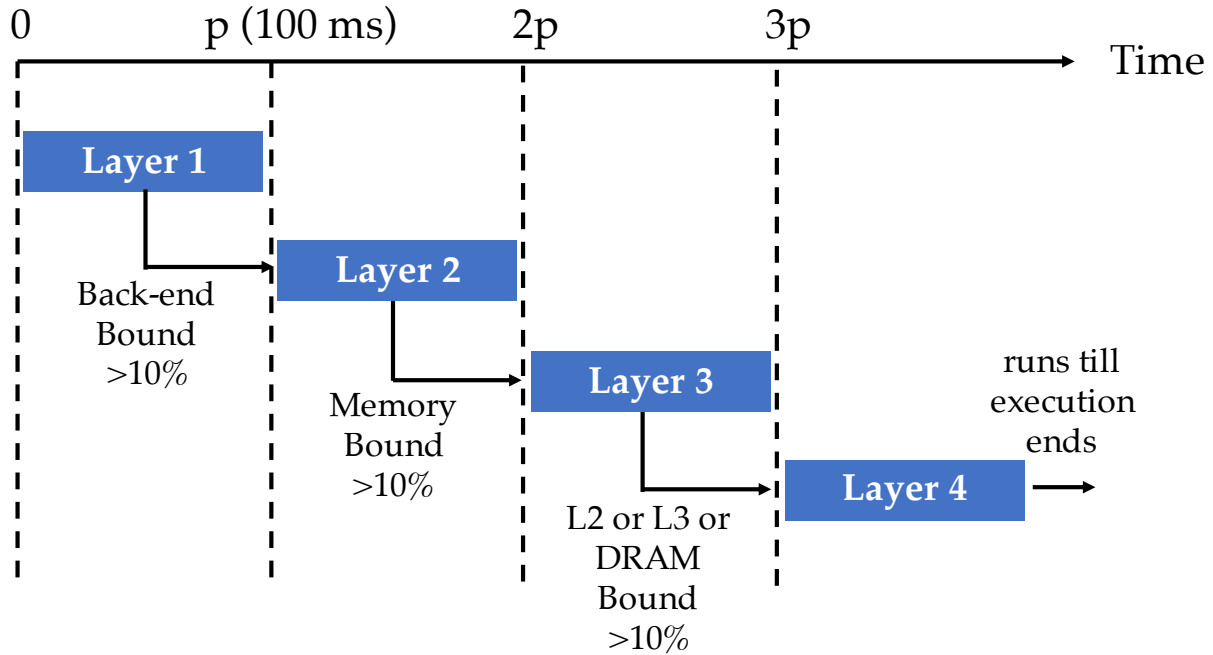 0
p (100 ms)
2p
3p
Time
Layer 1
Back-end
Bound
>10%
Layer 2
Memory
Bound
>10%
Layer 3
L2 or L3 or
DRAM
Bound
>10%
Layer 4
runs till
execution
ends